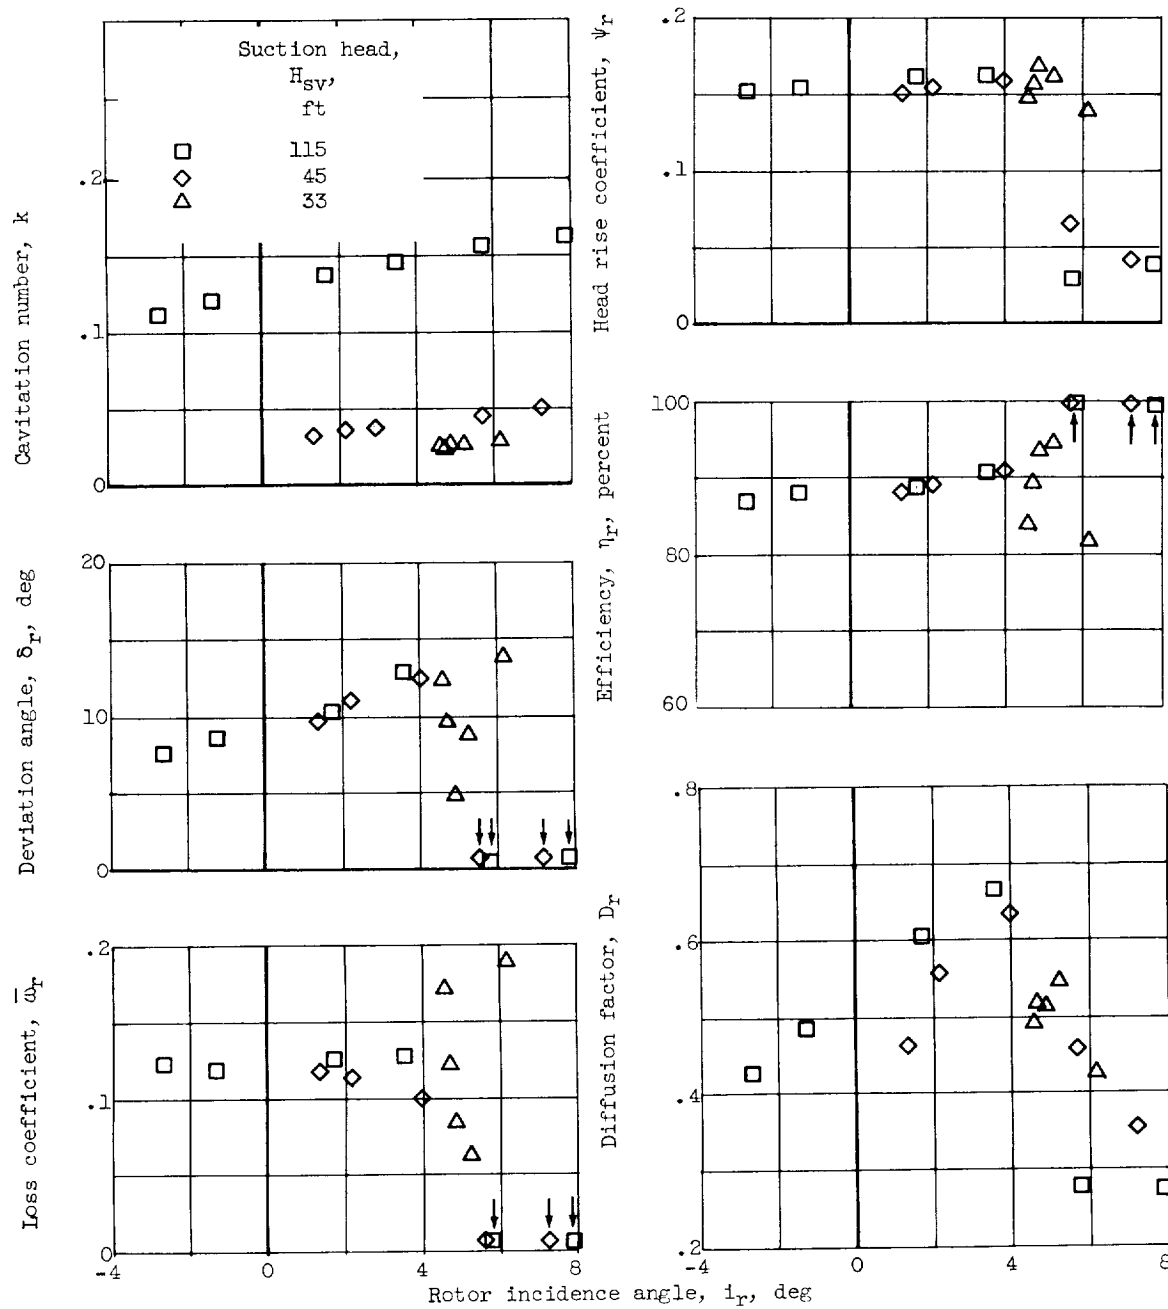 Suction head,
H_sv,
ft
□ 115
◇ 45
△ 33
Cavitation number, k
.2
.1
0
Head rise coefficient, ψ_r
.2
.1
0
Deviation angle, δ_r, deg
20
10
0
Efficiency, η_r, percent
100
80
60
Loss coefficient, ω̅_r
.2
.1
0
-4 0 4 8
Diffusion factor, D_r
.8
.6
.4
.2
-4 0 4 8
Rotor incidence angle, i_r, deg